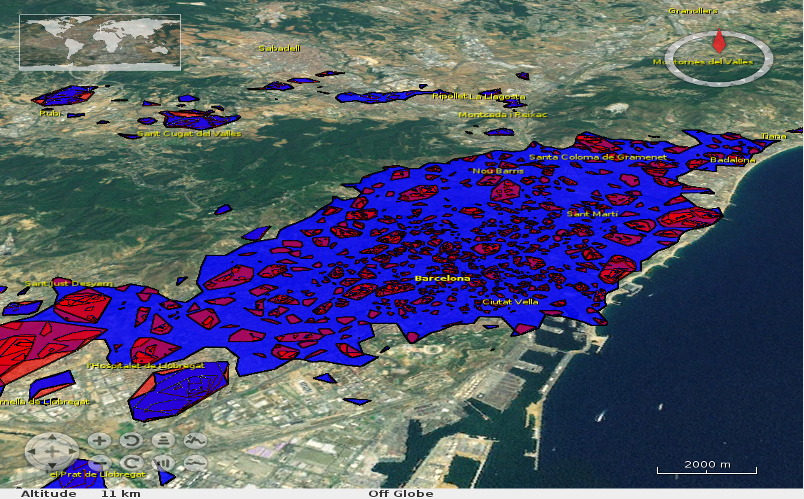 Granollers
Sabadell
Montornes del Valles
Rubi
Ripollet
La Llagosta
Montcada i Reixac
Sant Cugat del Valles
Tiana
Santa Coloma de Gramenet
Badalona
Nou Barris
Sant Marti
Barcelona
Sant Just Desvern
Ciutat Vella
L'Hospitalet de Llobregat
rnella de Llobregat
el Prat de Llobregat
2000 m
Altitude 11 km
Off Globe